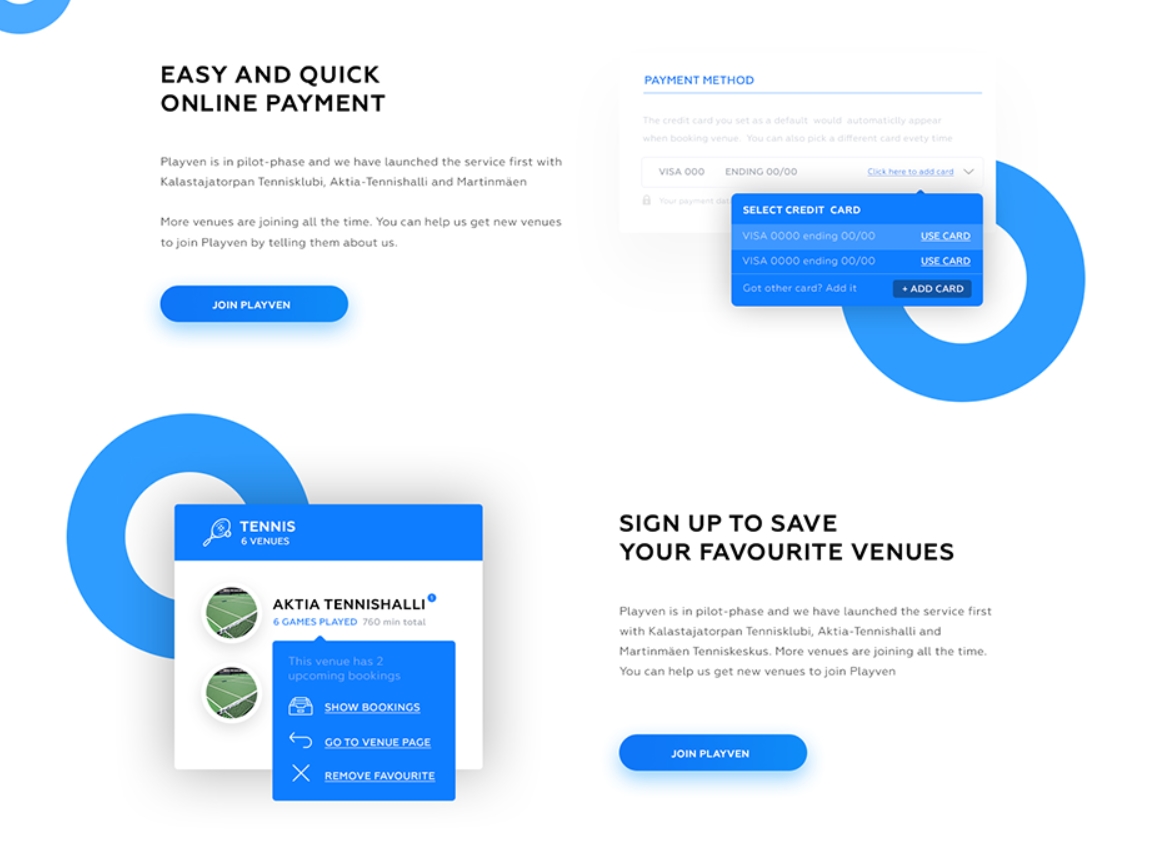 EASY AND QUICK
ONLINE PAYMENT
Playven is in pilot-phase and we have launched the service first with
Kalastajatorpan Tennisklubi, Aktia-Tennishalli and Martinmäen
More venues are joining all the time. You can help us get new venues
to join Playven by telling them about us.
JOIN PLAYVEN
PAYMENT METHOD
The credit card you set as a default would automaticlly appear
when booking venue. You can also pick a different card evety time
VISA 000 ENDING 00/00 Click here to add card
Your payment
SELECT CREDIT CARD
VISA 0000 ending 00/00 USE CARD
VISA 0000 ending 00/00 USE CARD
Got other card? Add it + ADD CARD
TENNIS
6 VENUES
AKTIA TENNISHALLI
6 GAMES PLAYED 760 min total
This venue has 2
upcoming bookings
SHOW BOOKINGS
GO TO VENUE PAGE
REMOVE FAVOURITE
SIGN UP TO SAVE
YOUR FAVOURITE VENUES
Playven is in pilot-phase and we have launched the service first
with Kalastajatorpan Tennisklubi, Aktia-Tennishalli and
Martinmäen Tenniskeskus. More venues are joining all the time.
You can help us get new venues to join Playven
JOIN PLAYVEN